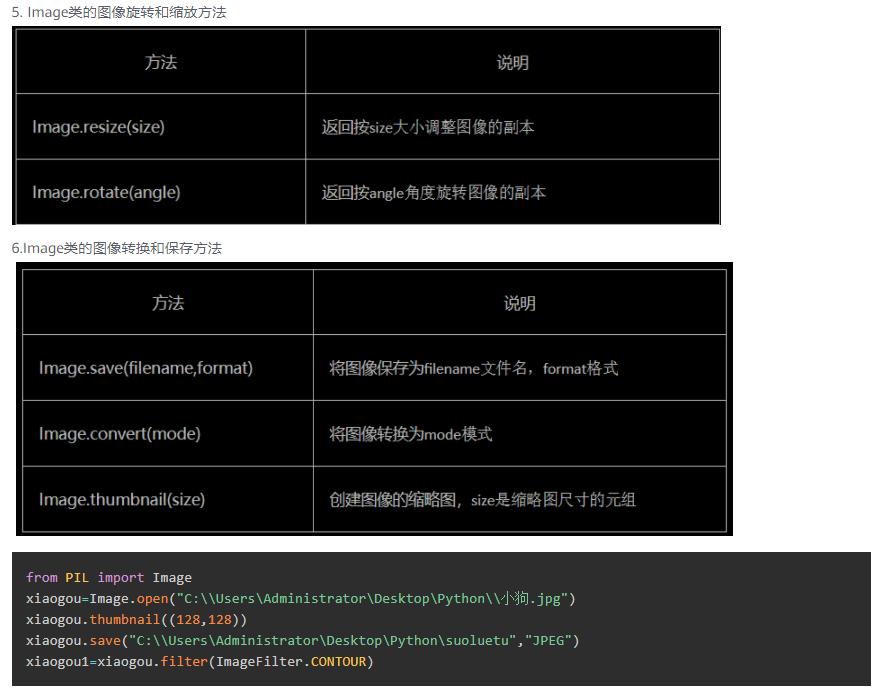 5. Image类的图像旋转和缩放方法
方法 说明
Image.resize(size) 返回按size大小调整图像的副本
Image.rotate(angle) 返回按angle角度旋转图像的副本
6.Image类的图像转换和保存方法
方法 说明
Image.save(filename,format) 将图像保存为filename文件名，format格式
Image.convert(mode) 将图像转换为mode模式
Image.thumbnail(size) 创建图像的缩略图，size是缩略图尺寸的元组
from PIL import Image
xiaogou=Image.open("C:\\Users\Administrator\Desktop\Python\\小狗.jpg")
xiaogou.thumbnail((128,128))
xiaogou.save("C:\\Users\Administrator\Desktop\Python\suoluetu","JPEG")
xiaogou1=xiaogou.filter(ImageFilter.CONTOUR)